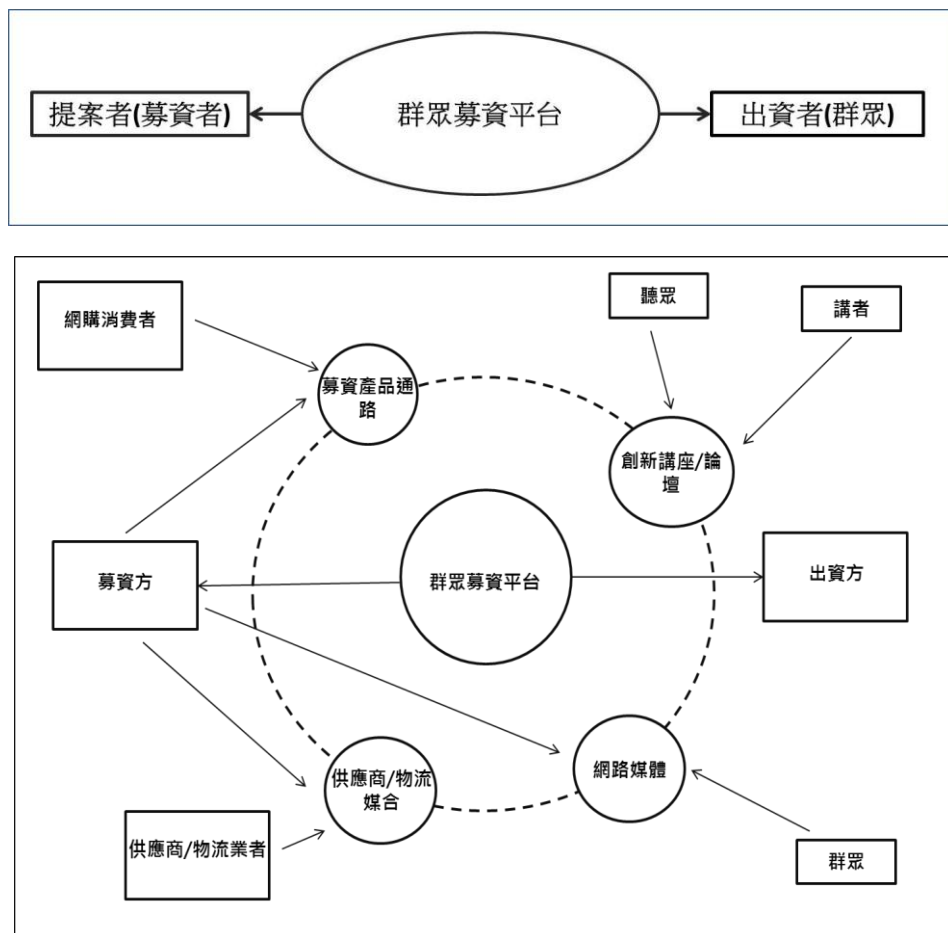 提案者(募資者)
群眾募資平台
出資者(群眾)
網購消費者
聽眾
講者
募資產品通
路
創新講座/論
壇
募資方
群眾募資平台
出資方
供應商/物流
媒合
網路媒體
供應商/物流業者
群眾